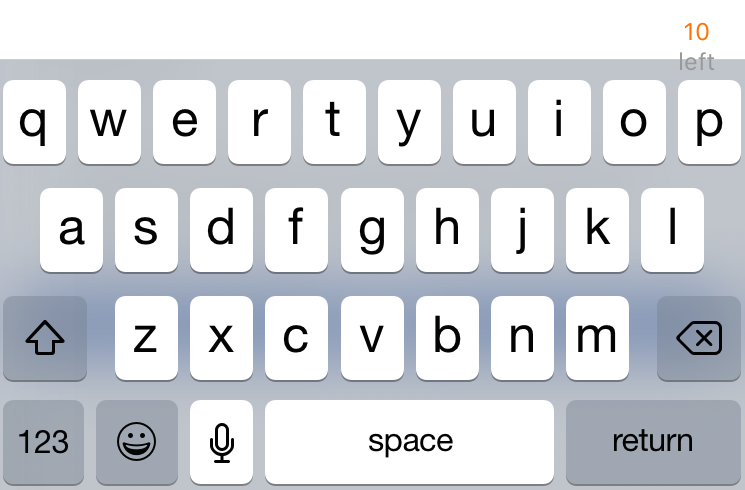 10
left
q w e r t y u i o p
a s d f g h j k l
z x c v b n m
123 space return